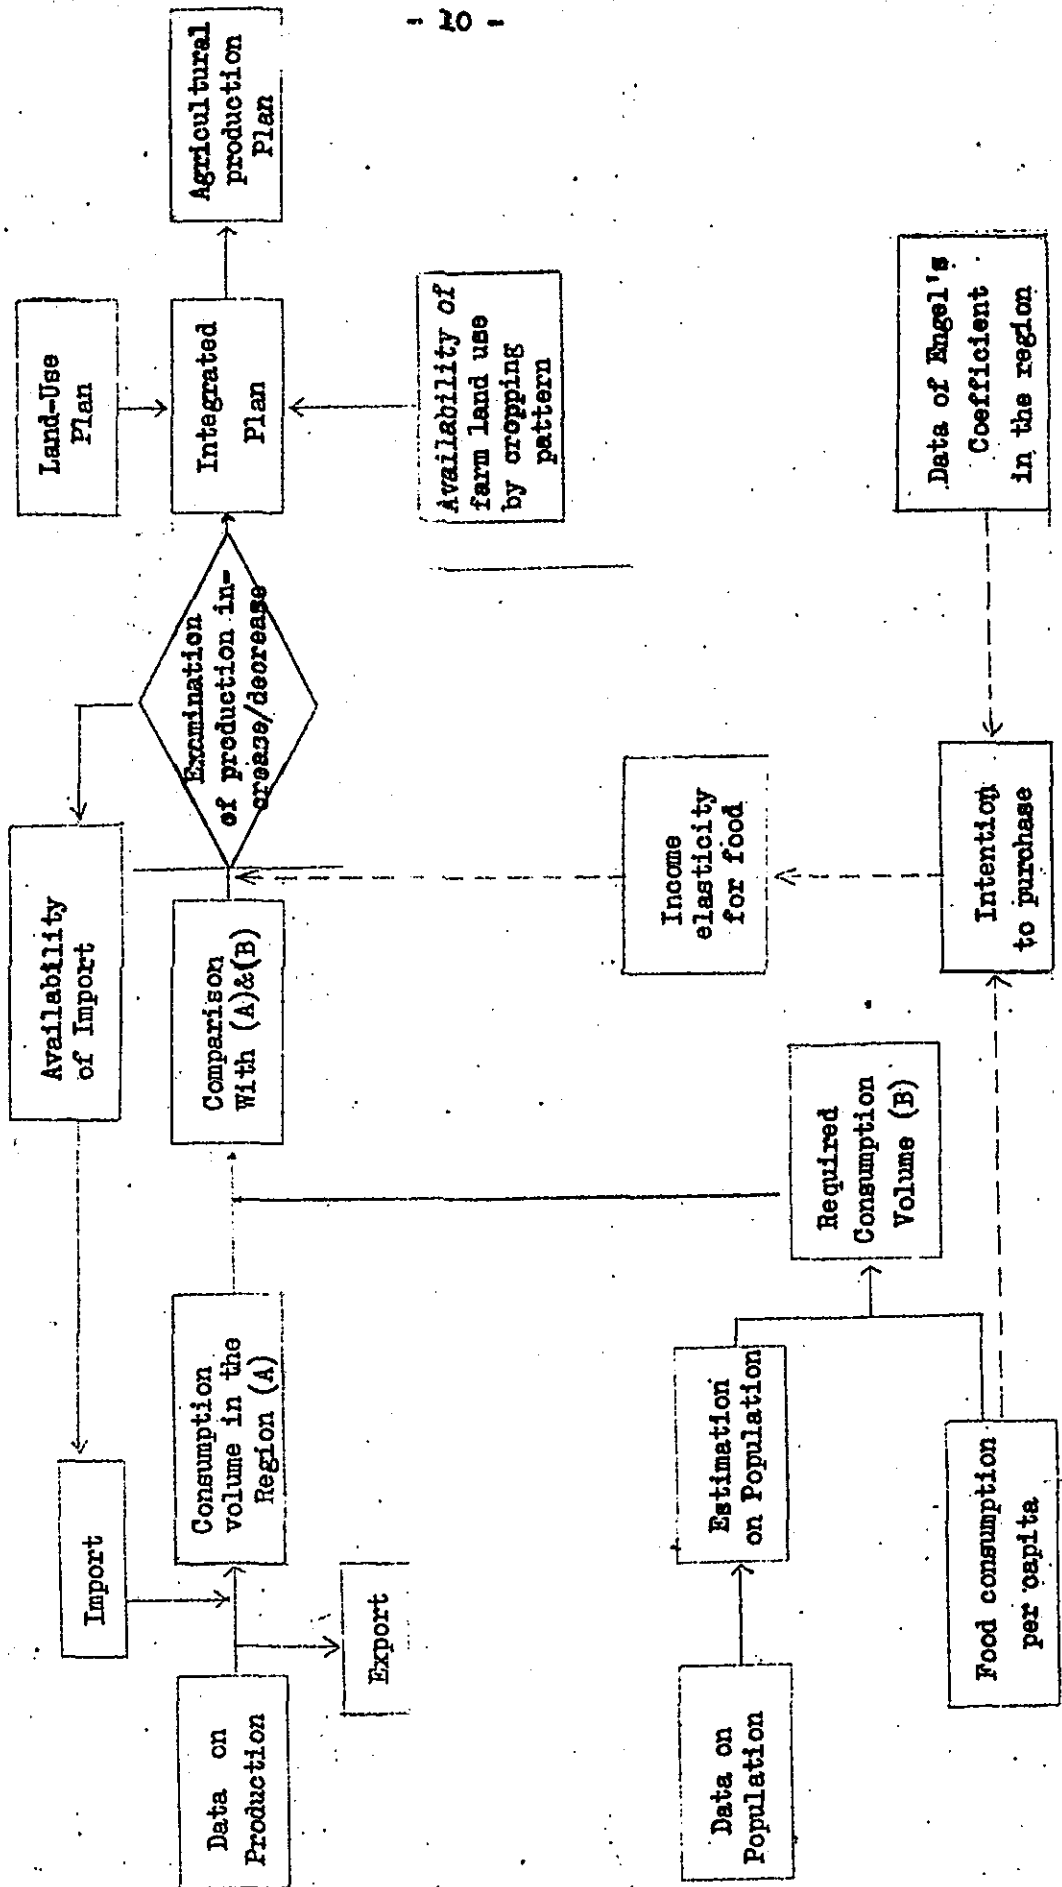 - 10 -
Data on
Production
Import
Export
Consumption
volume in the
Region (A)
Availability
of Import
Comparison
With (A)&(B)
Examination
of production in-
crease/decrease
Land-Use
Plan
Integrated
Plan
Agricultural
production
Plan
Availability of
farm land use
by cropping
pattern
Data on
Population
Estimation
on Population
Food consumption
per capita
Required
Consumption
Volume (B)
Income
elasticity
for food
Intention
to purchase
Data of Engel's
Coefficient
in the region